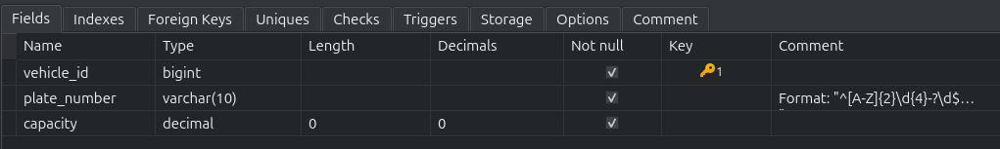 Fields Indexes Foreign Keys Uniques Checks Triggers Storage Options Comment
Name Type Length Decimals Not null Key Comment
vehicle_id bigint 1
plate_number varchar(10) Format: "^[A-Z]{2}\d{4}-?\d$...
capacity decimal 0 0